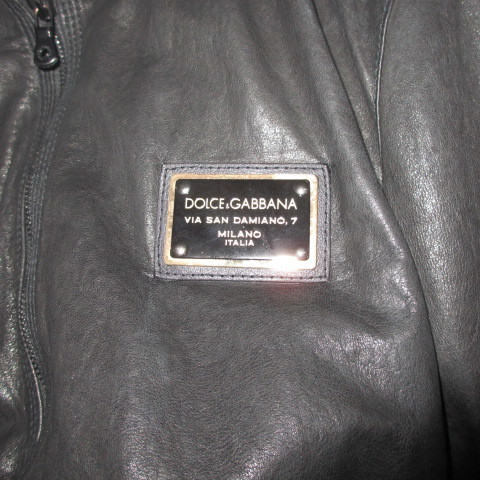 DOLCE&GABBANA
VIA SAN DAMIANO, 7
MILANO
ITALIA